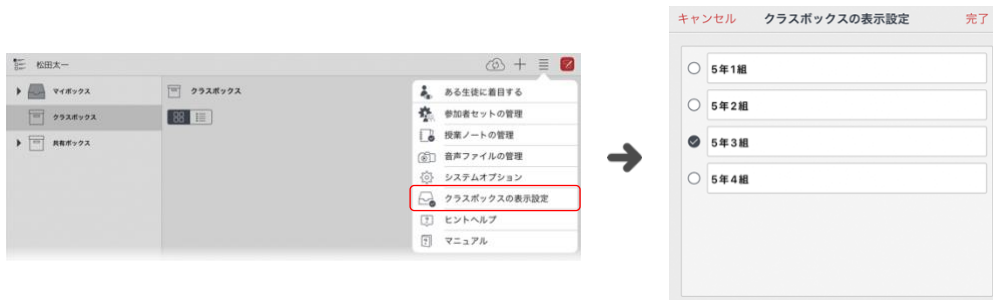 松田太一
マイボックス
クラスボックス
共有ボックス
クラスボックス
ある生徒に着目する
参加者セットの管理
授業ノートの管理
音声ファイルの管理
システムオプション
クラスボックスの表示設定
ヒントヘルプ
マニュアル
キャンセル クラスボックスの表示設定 完了
5年1組
5年2組
5年3組
5年4組